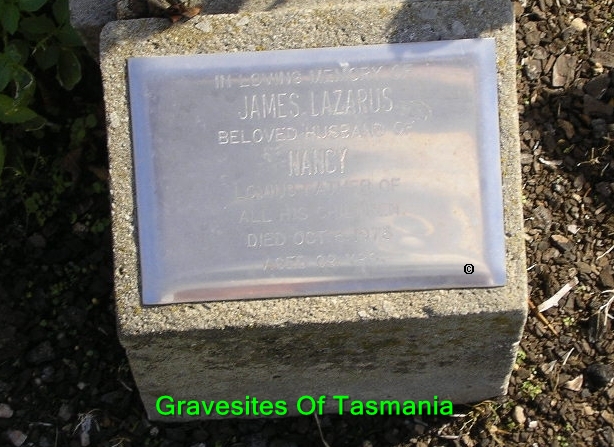 IN LOVING MEMORY OF
JAMES LAZARUS
BELOVED HUSBAND OF
NANCY
LOVING FATHER OF
ALL HIS CHILDREN
DIED OCT
AGED
©
Gravesites Of Tasmania